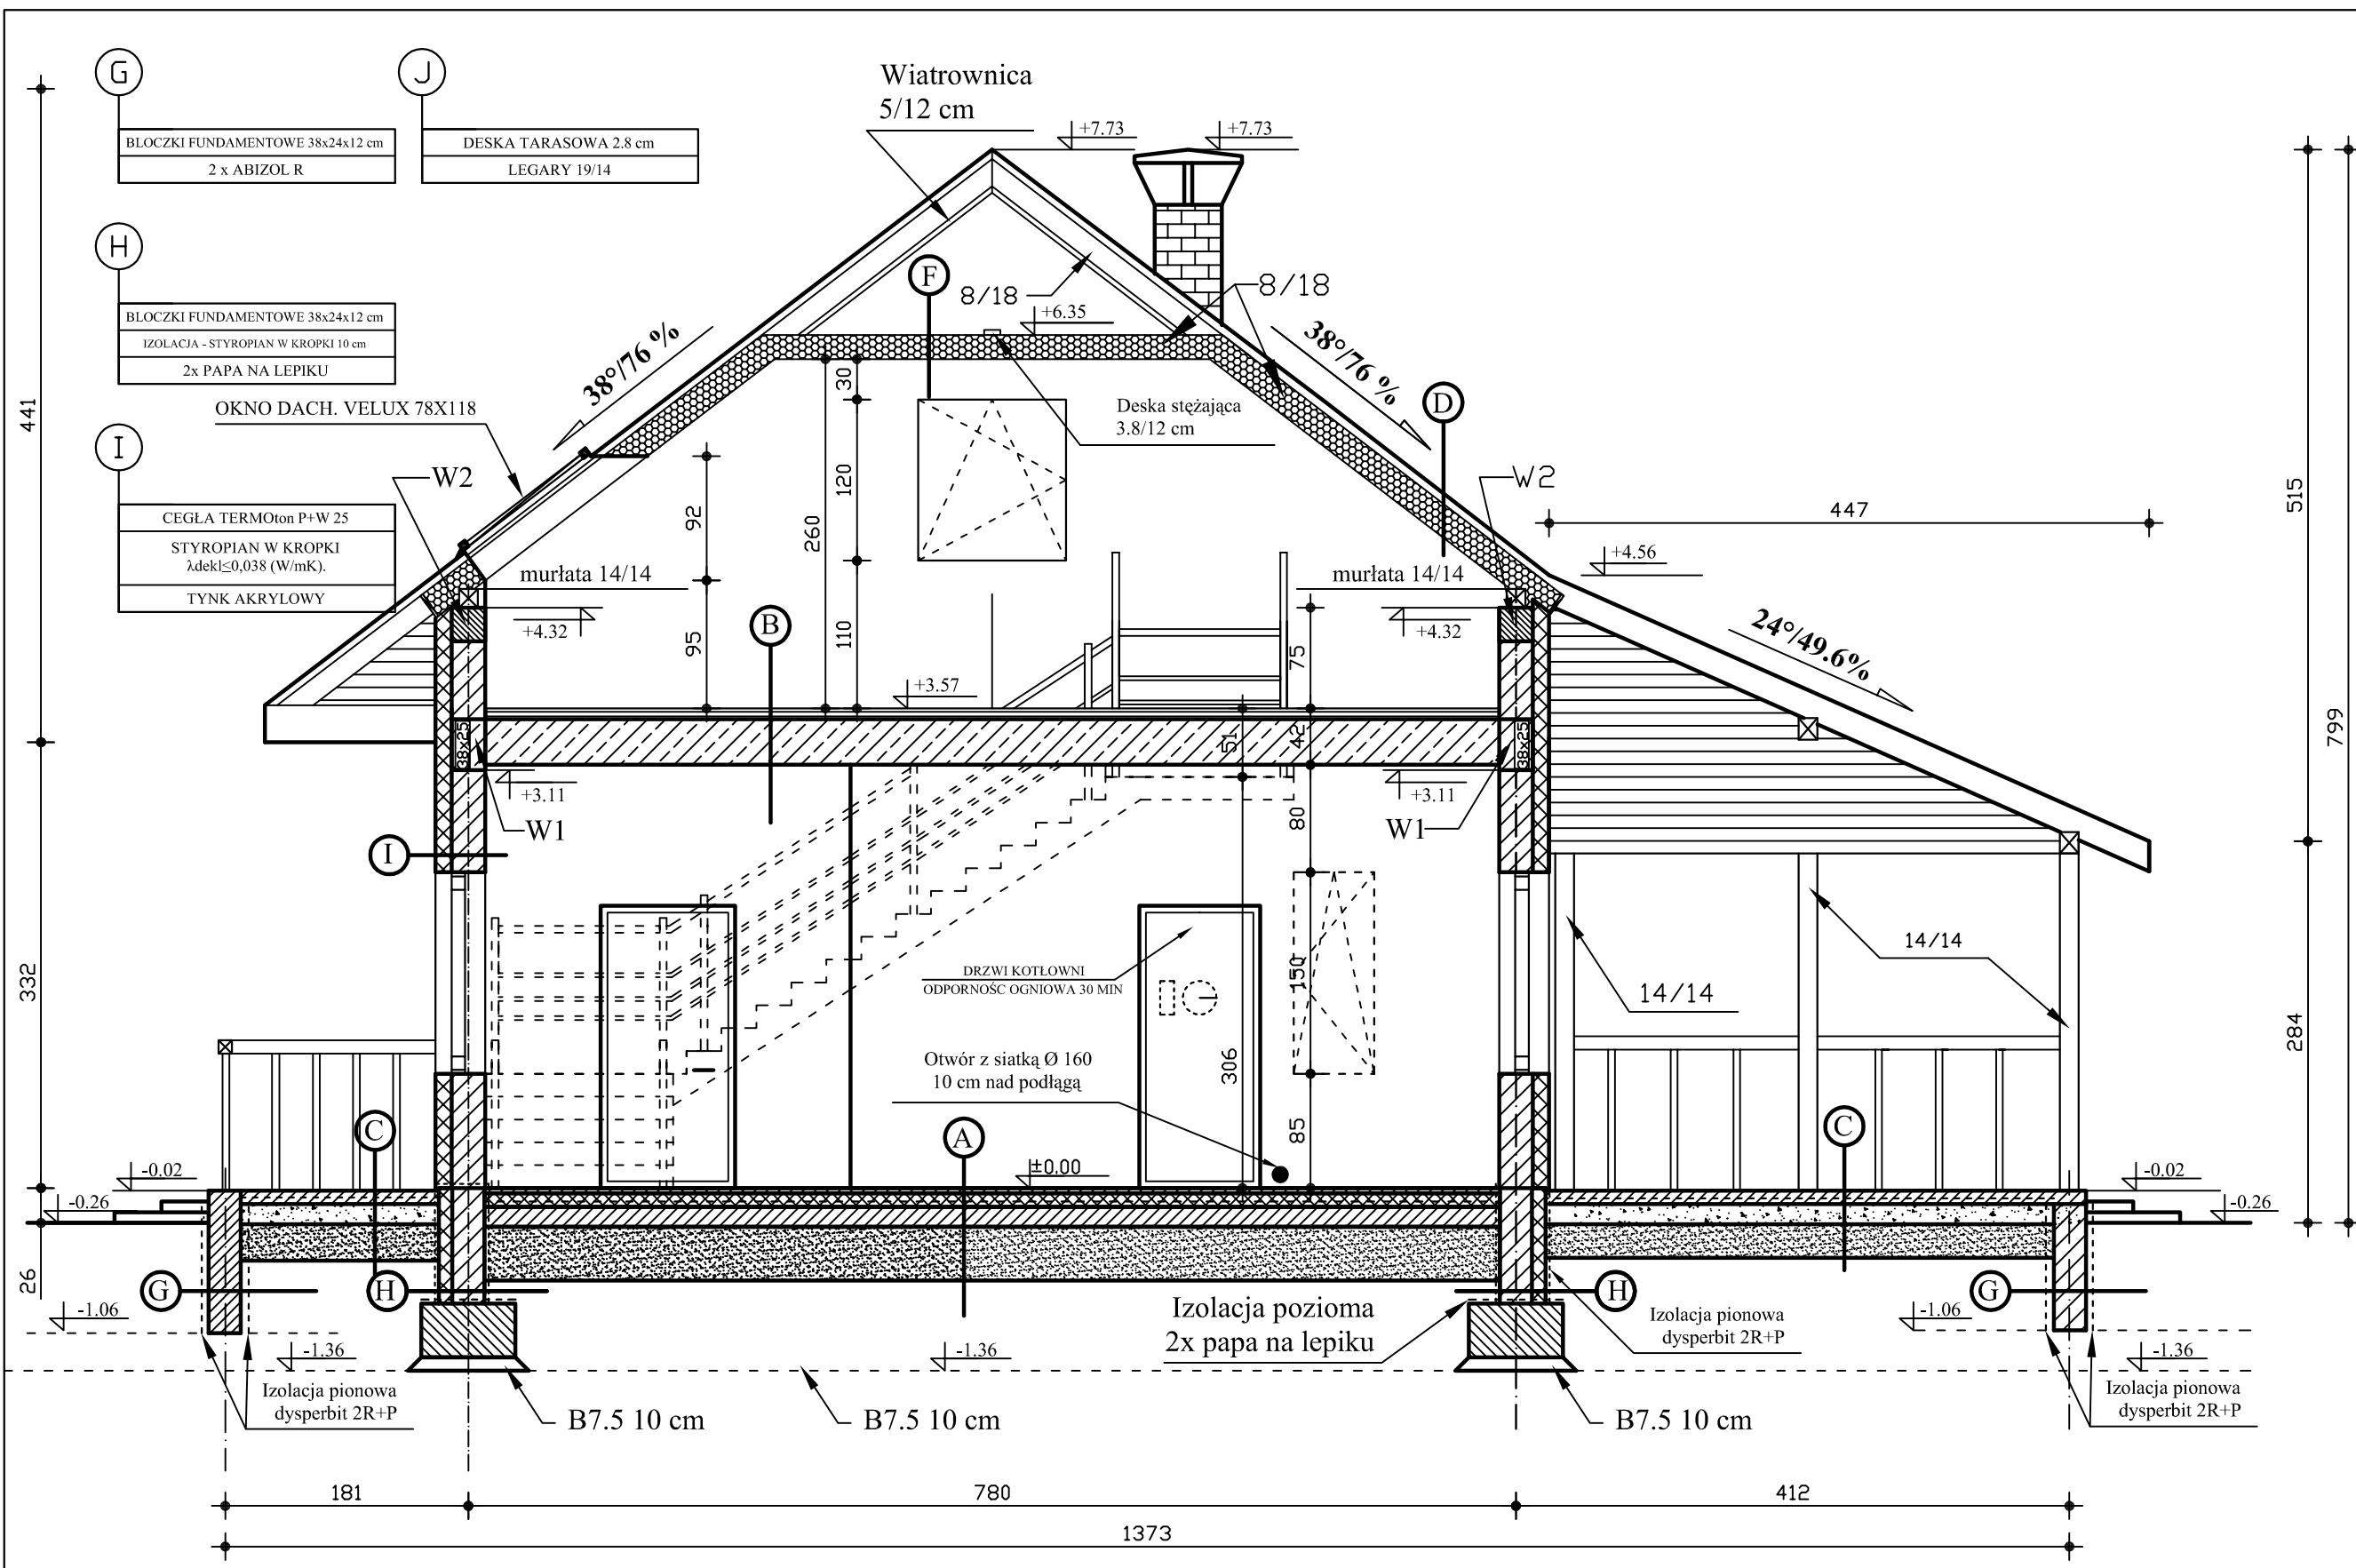 G
BLOCZKI FUNDAMENTOWE 38x24x12 cm
2 x ABIZOL R
J
DESKA TARASOWA 2.8 cm
LEGARY 19/14
H
BLOCZKI FUNDAMENTOWE 38x24x12 cm
IZOLACJA - STYROPIAN W KROPKI 10 cm
2x PAPA NA LEPIKU
I
CEGŁA TERMOton P+W 25
STYROPIAN W KROPKI
λdekl≤0,038 (W/mK).
TYNK AKRYLOWY
OKNO DACH. VELUX 78X118
Wiatrownica
5/12 cm
+7.73
+7.73
F
8/18
8/18
+6.35
38°/76 %
38°/76 %
Deska stężająca
3.8/12 cm
D
W2
W2
447
+4.56
24°/49.6%
murłata 14/14
murłata 14/14
+4.32
+4.32
B
+3.57
30
120
110
260
92
95
75
42
51
80
150
85
306
38x25
38x25
+3.11
+3.11
W1
W1
I
DRZWI KOTŁOWNI
ODPORNOŚC OGNIOWA 30 MIN
Otwór z siatką Ø 160
10 cm nad podłągą
14/14
14/14
C
A
C
±0.00
-0.02
-0.26
-0.02
-0.26
441
332
26
515
284
799
G
H
H
G
-1.06
-1.06
-1.36
-1.36
-1.36
Izolacja pozioma
2x papa na lepiku
Izolacja pionowa
dysperbit 2R+P
Izolacja pionowa
dysperbit 2R+P
Izolacja pionowa
dysperbit 2R+P
B7.5 10 cm
B7.5 10 cm
B7.5 10 cm
181
780
412
1373